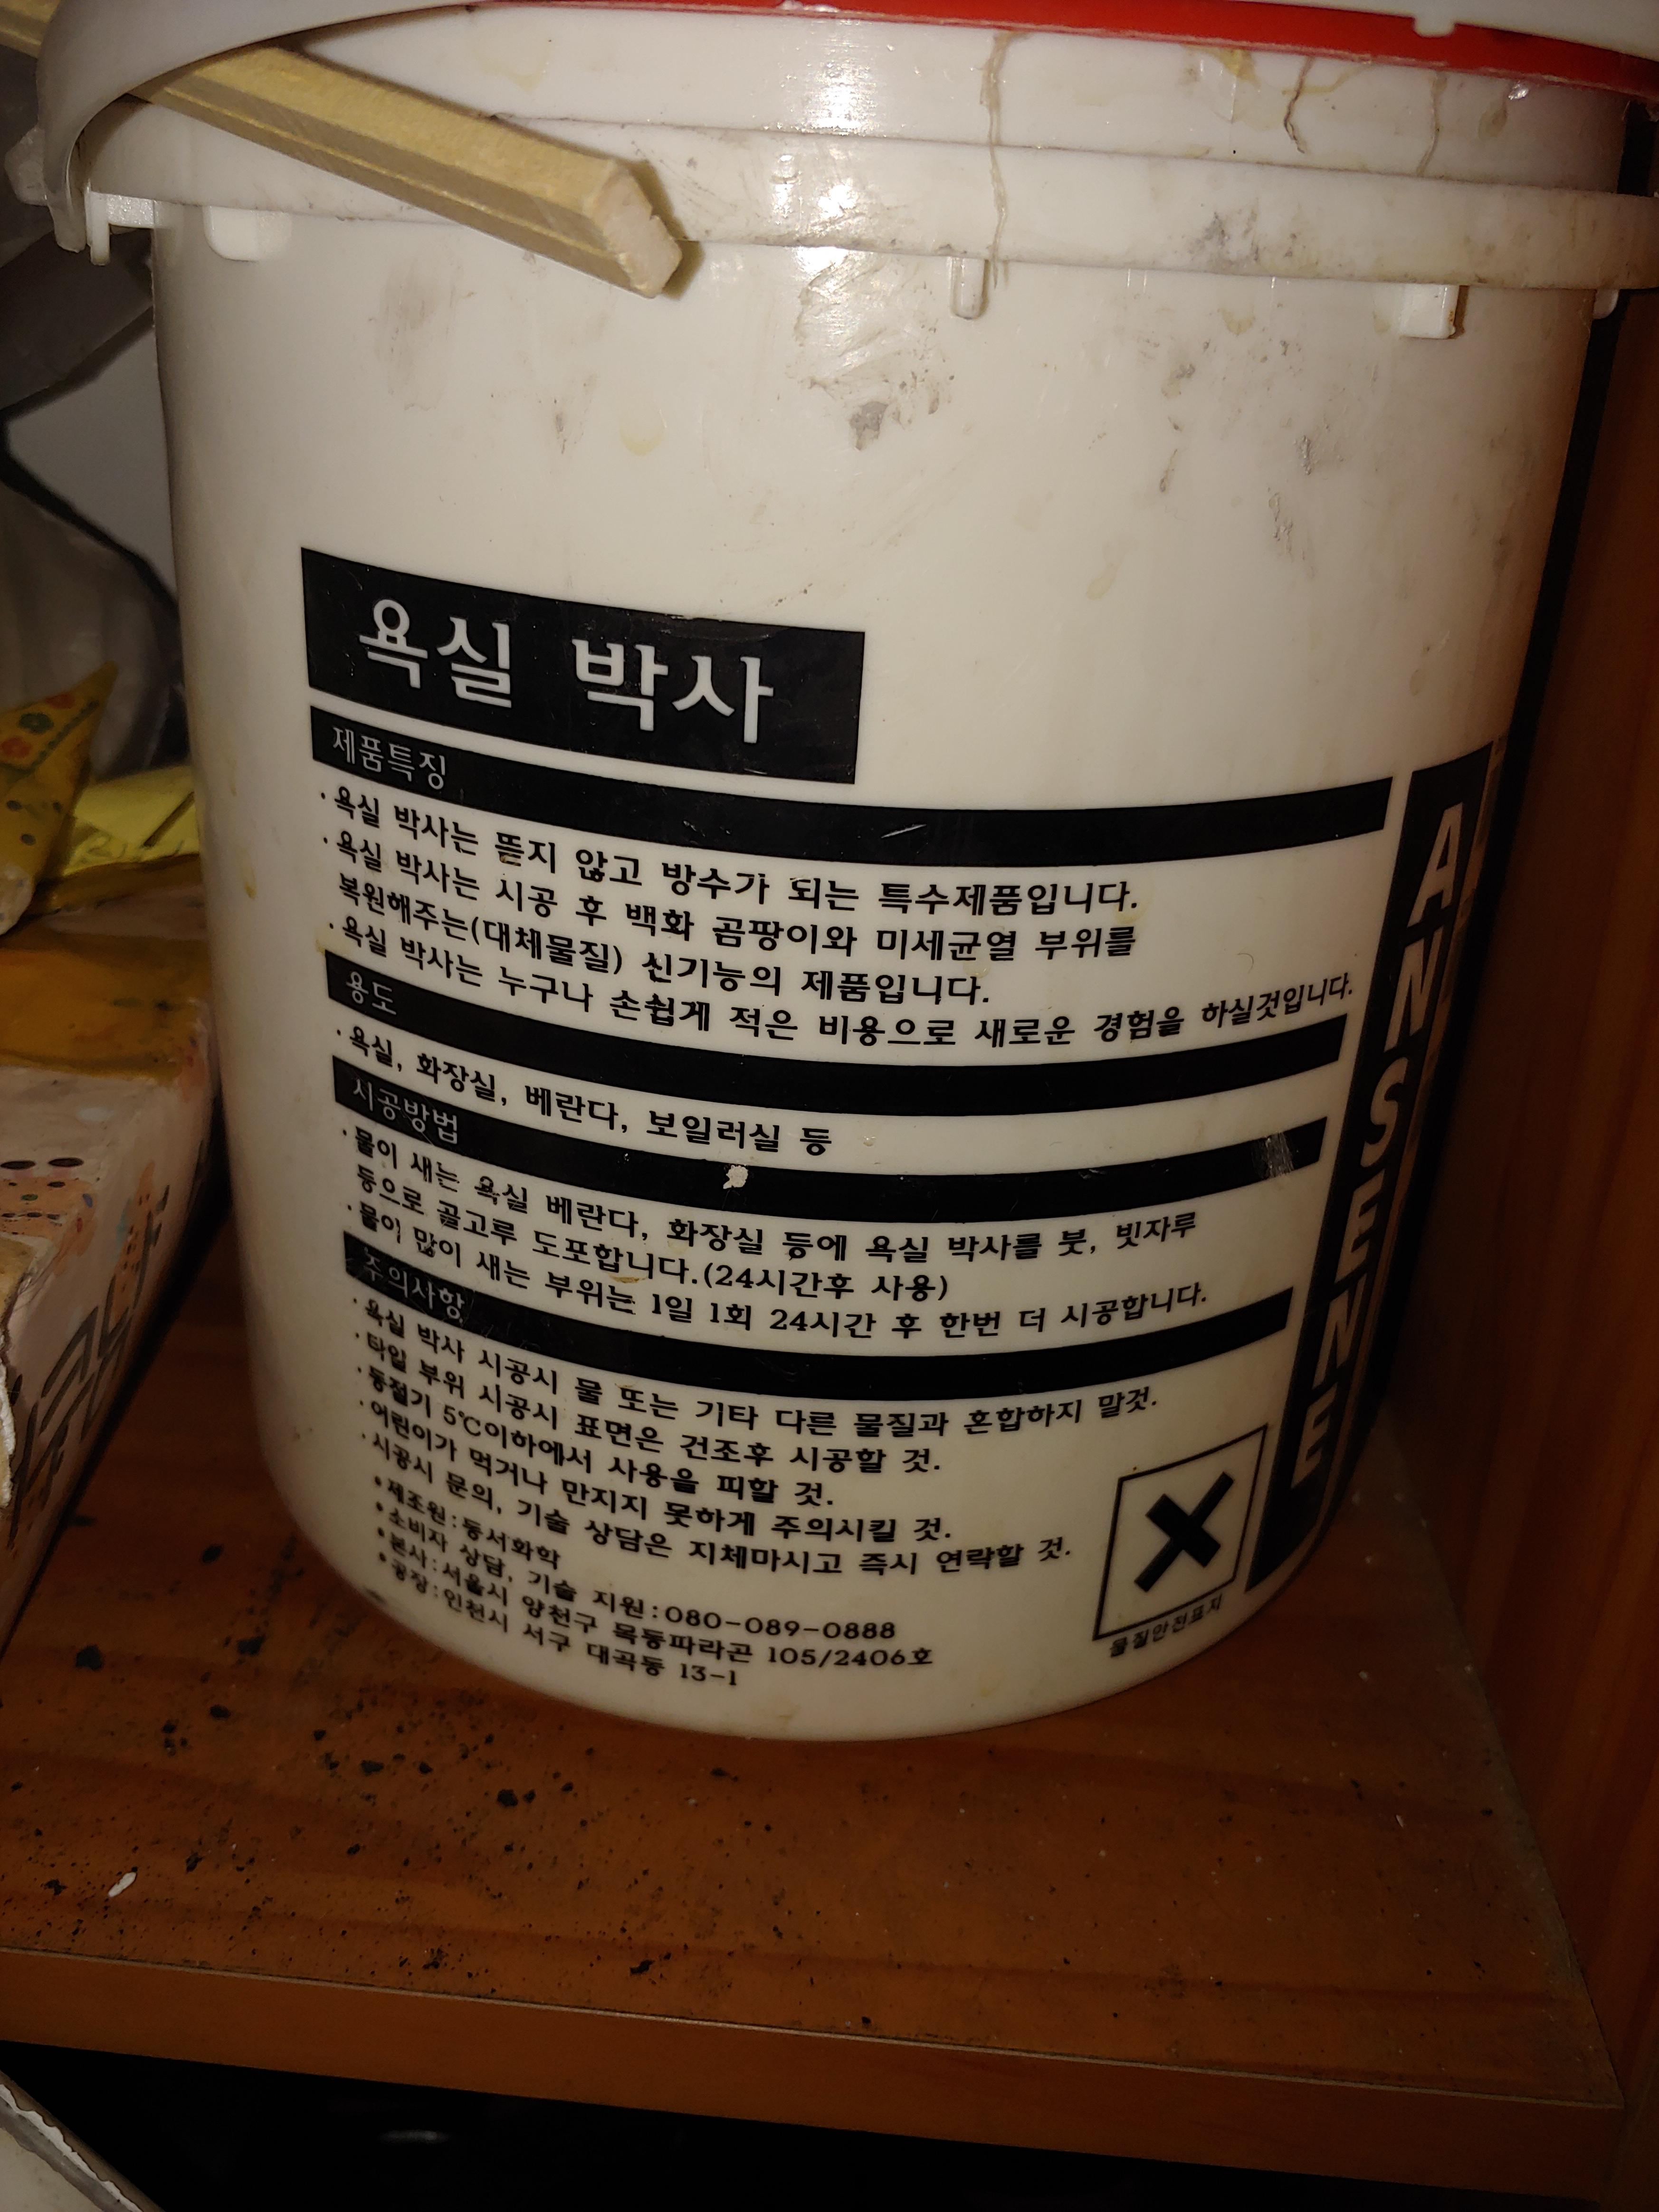 욕실 박사
제품특징
· 욕실 박사는 뜯지 않고 방수가 되는 특수제품입니다.
· 욕실 박사는 시공 후 백화 곰팡이와 미세균열 부위를
복원해주는(대체물질) 신기능의 제품입니다.
· 욕실 박사는 누구나 손쉽게 적은 비용으로 새로운 경험을 하실것입니다.
용도
· 욕실, 화장실, 베란다, 보일러실 등
시공방법
· 물이 새는 욕실 베란다, 화장실 등에 욕실 박사를 붓, 빗자루
등으로 골고루 도포합니다.(24시간후 사용)
· 물이 많이 새는 부위는 1일 1회 24시간 후 한번 더 시공합니다.
주의사항
· 욕실 박사 시공시 물 또는 기타 다른 물질과 혼합하지 말것.
· 타일 부위 시공시 표면은 건조후 시공할 것.
· 동절기 5℃이하에서 사용을 피할 것.
· 어린이가 먹거나 만지지 못하게 주의시킬 것.
· 시공시 문의, 기술 상담은 지체마시고 즉시 연락할 것.
• 제조원:동서화학
• 소비자 상담, 기술 지원:080-089-0888
• 본사:서울시 양천구 목동파라곤 105/2406호
• 공장:인천시 서구 대곡동 13-1
물질안전표지
ANSENE